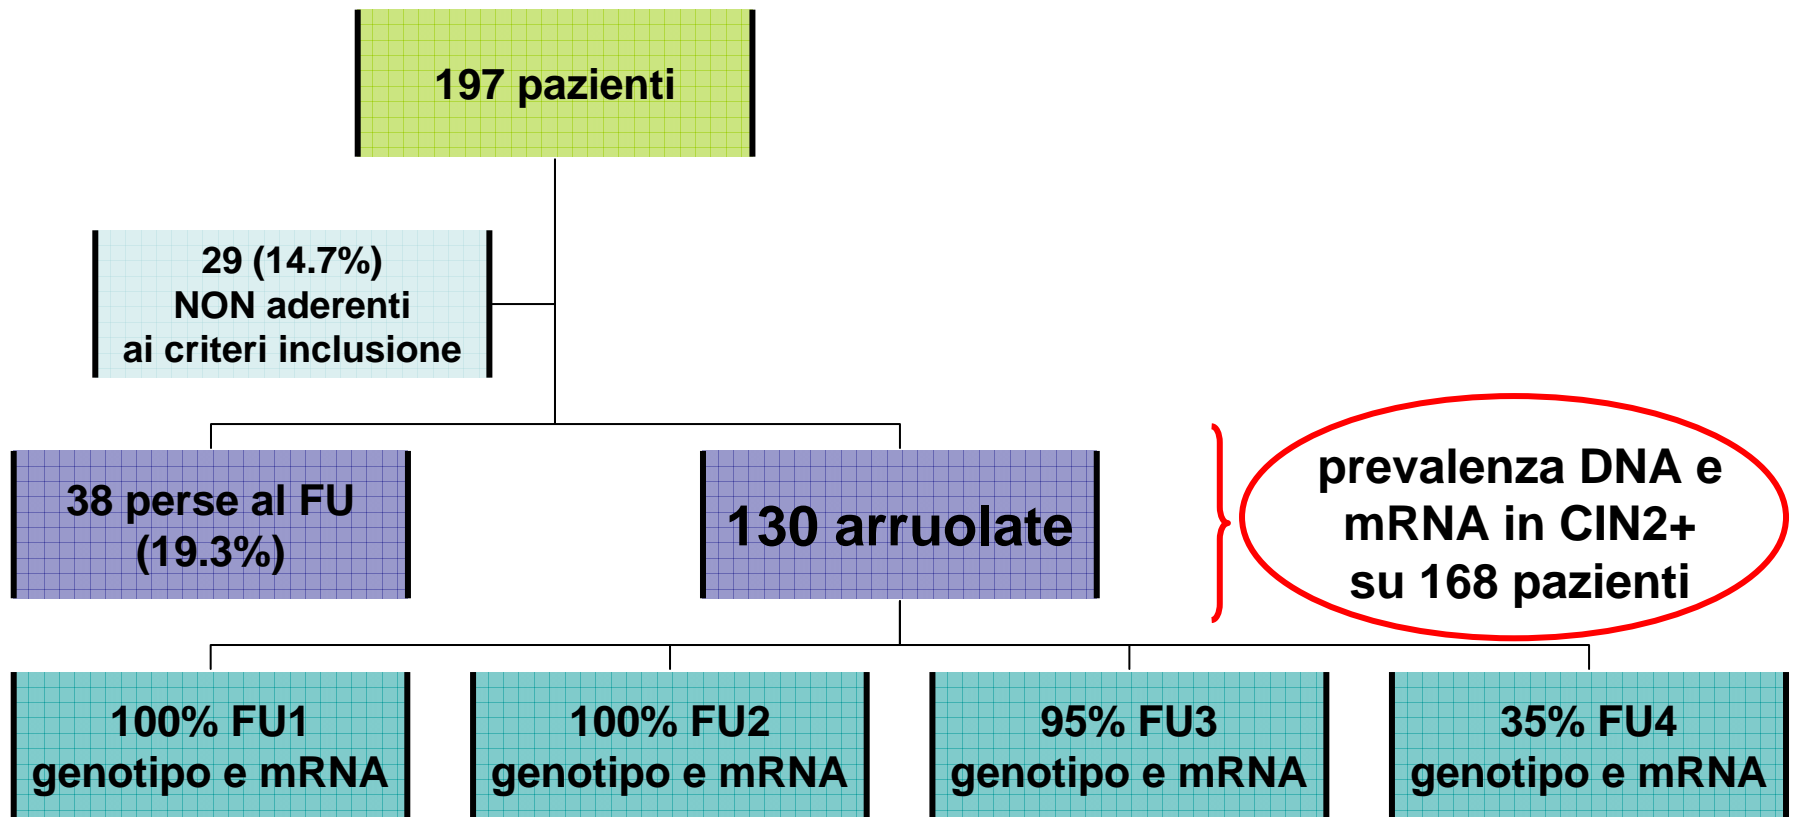 197 pazienti
29 (14.7%)
NON aderenti
ai criteri inclusione
38 perse al FU
(19.3%)
130 arruolate
prevalenza DNA e
mRNA in CIN2+
su 168 pazienti
100% FU1
genotipo e mRNA
100% FU2
genotipo e mRNA
95% FU3
genotipo e mRNA
35% FU4
genotipo e mRNA